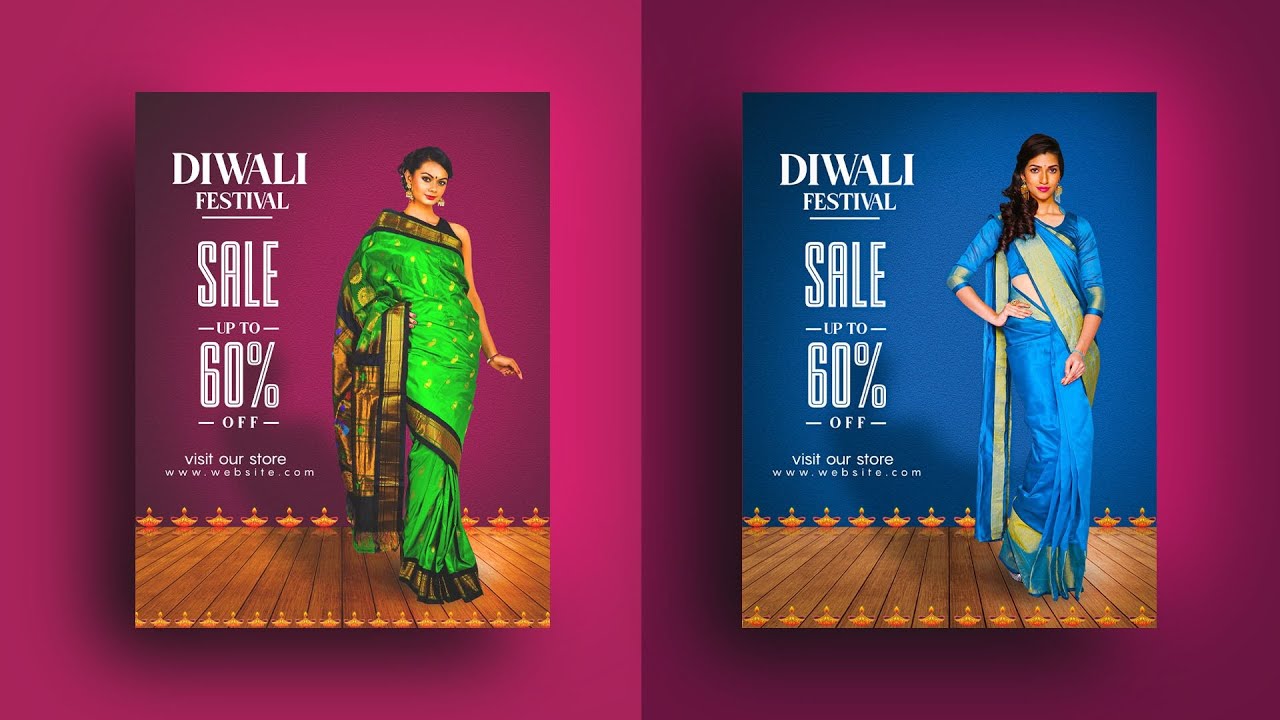 DIWALI
FESTIVAL
SALE
UP TO
60%
OFF
visit our store
www.website.com
DIWALI
FESTIVAL
SALE
UP TO
60%
OFF
visit our store
www.website.com